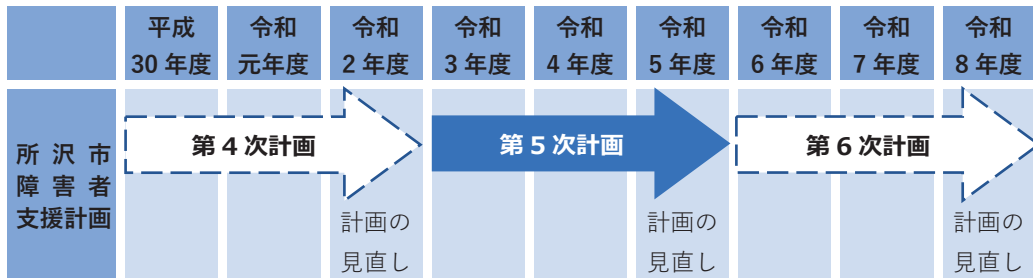 平成
30 年度
令和
元年度
令和
2 年度
令和
3 年度
令和
4 年度
令和
5 年度
令和
6 年度
令和
7 年度
令和
8 年度
所沢市
障害者
支援計画
第４次計画
第５次計画
第６次計画
計画の
見直し
計画の
見直し
計画の
見直し